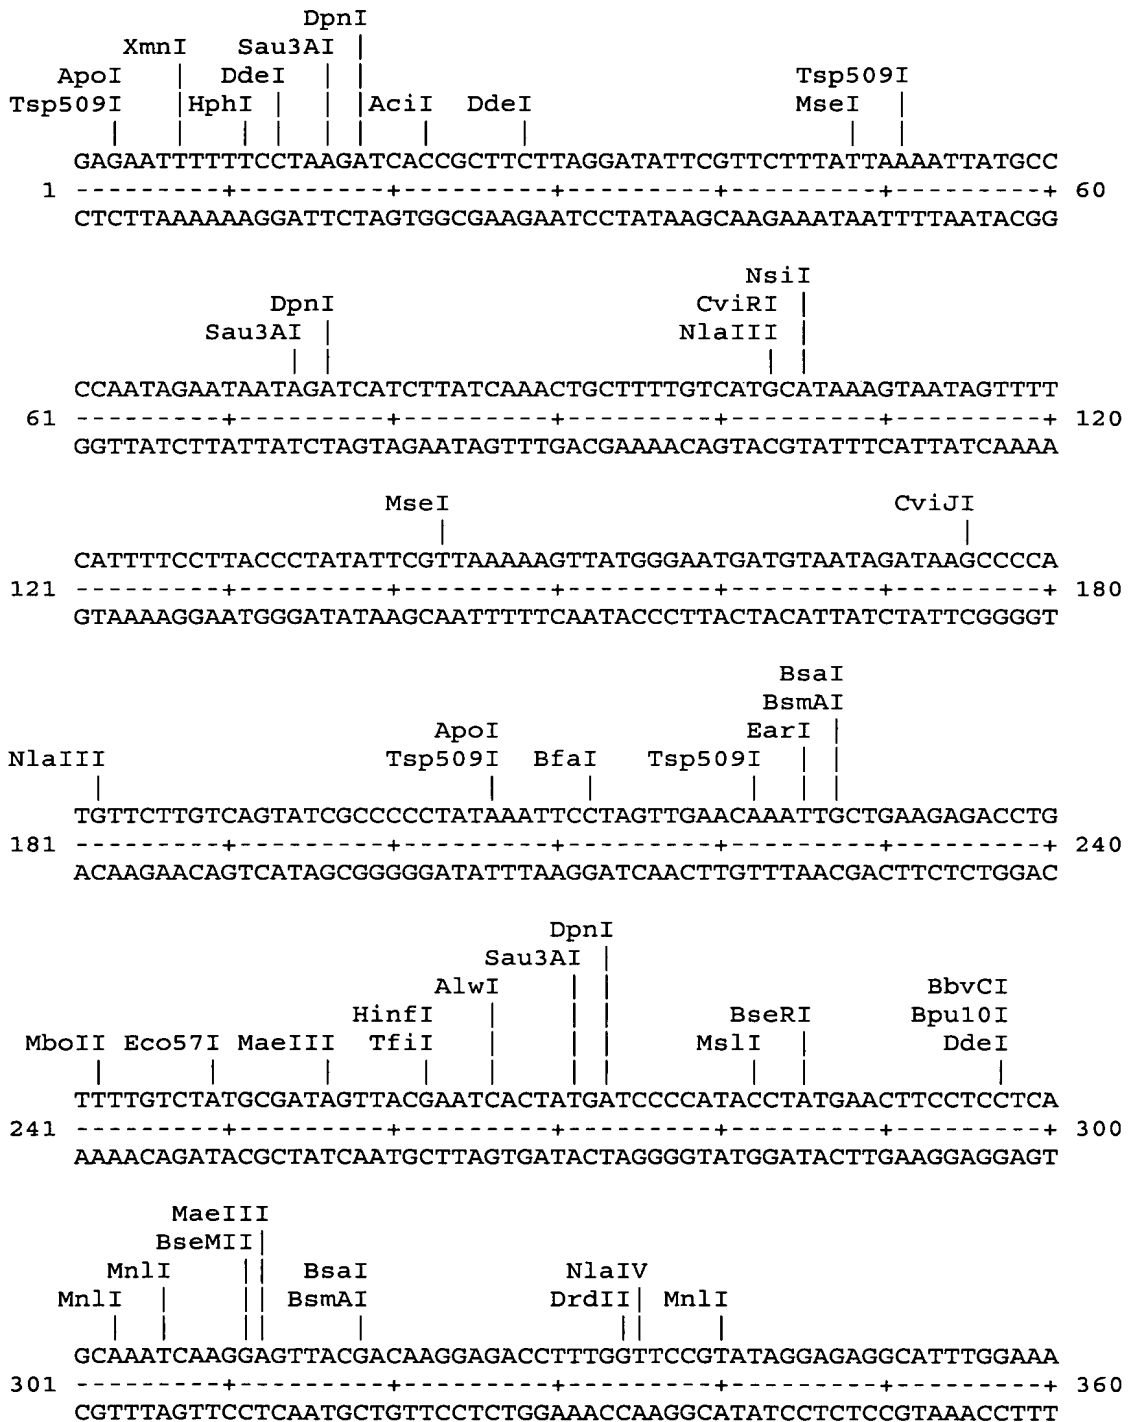 DpnI
XmnI Sau3AI |
ApoI | DdeI | |
Tsp509I
Tsp509I | HphI | | | AciI DdeI MseI |
GAGAATTTTTTCCTAAGATCACCGCTTCTTAGGATATTCGTTCTTTATTAAAATTATGCC
1 ---------+---------+---------+---------+---------+---------+ 60
CTCTTAAAAAAGGATTCTAGTGGCGAAGAATCCTATAAGCAAGAAATAATTTTAATACGG
NsiI
DpnI CviRI |
Sau3AI | NlaIII |
CCAATAGAATAATAGATCATCTTATCAAACTGCTTTTGTCATGCATAAAGTAATAGTTTT
61 ---------+---------+---------+---------+---------+---------+ 120
GGTTATCTTATTATCTAGTAGAATAGTTTGACGAAAACAGTACGTATTTCATTATCAAAA
MseI CviJI
CATTTTCCTTACCCTATATTCGTTAAAAAGTTATGGGAATGATGTAATAGATAAGCCCCA
121 ---------+---------+---------+---------+---------+---------+ 180
GTAAAAGGAATGGGATATAAGCAATTTTTCAATACCCTTACTACATTATCTATTCGGGGT
BsaI
BsmAI
ApoI EarI |
NlaIII Tsp509I BfaI Tsp509I | |
TGTTCTTGTCAGTATCGCCCCCTATAAATTCCTAGTTGAACAAATTGCTGAAGAGACCTG
181 ---------+---------+---------+---------+---------+---------+ 240
ACAAGAACAGTCATAGCGGGGGATATTTAAGGATCAACTTGTTTAACGACTTCTCTGGAC
DpnI
Sau3AI |
AlwI | | BbvCI
HinfI | | | BseRI Bpu10I
MboII Eco57I MaeIII TfiI | | | MslI | DdeI
TTTTGTCTATGCGATAGTTACGAATCACTATGATCCCCATACCTATGAACTTCCTCCTCA
241 ---------+---------+---------+---------+---------+---------+ 300
AAAACAGATACGCTATCAATGCTTAGTGATACTAGGGGTATGGATACTTGAAGGAGGAGT
MaeIII
BseMII |
MnlI | | BsaI NlaIV
MnlI | | | BsmAI DrdII | MnlI
GCAAATCAAGGAGTTACGACAAGGAGACCTTTGGTTCCGTATAGGAGAGGCATTTGGAAA
301 ---------+---------+---------+---------+---------+---------+ 360
CGTTTAGTTCCTCAATGCTGTTCCTCTGGAAACCAAGGCATATCCTCTCCGTAAACCTTT